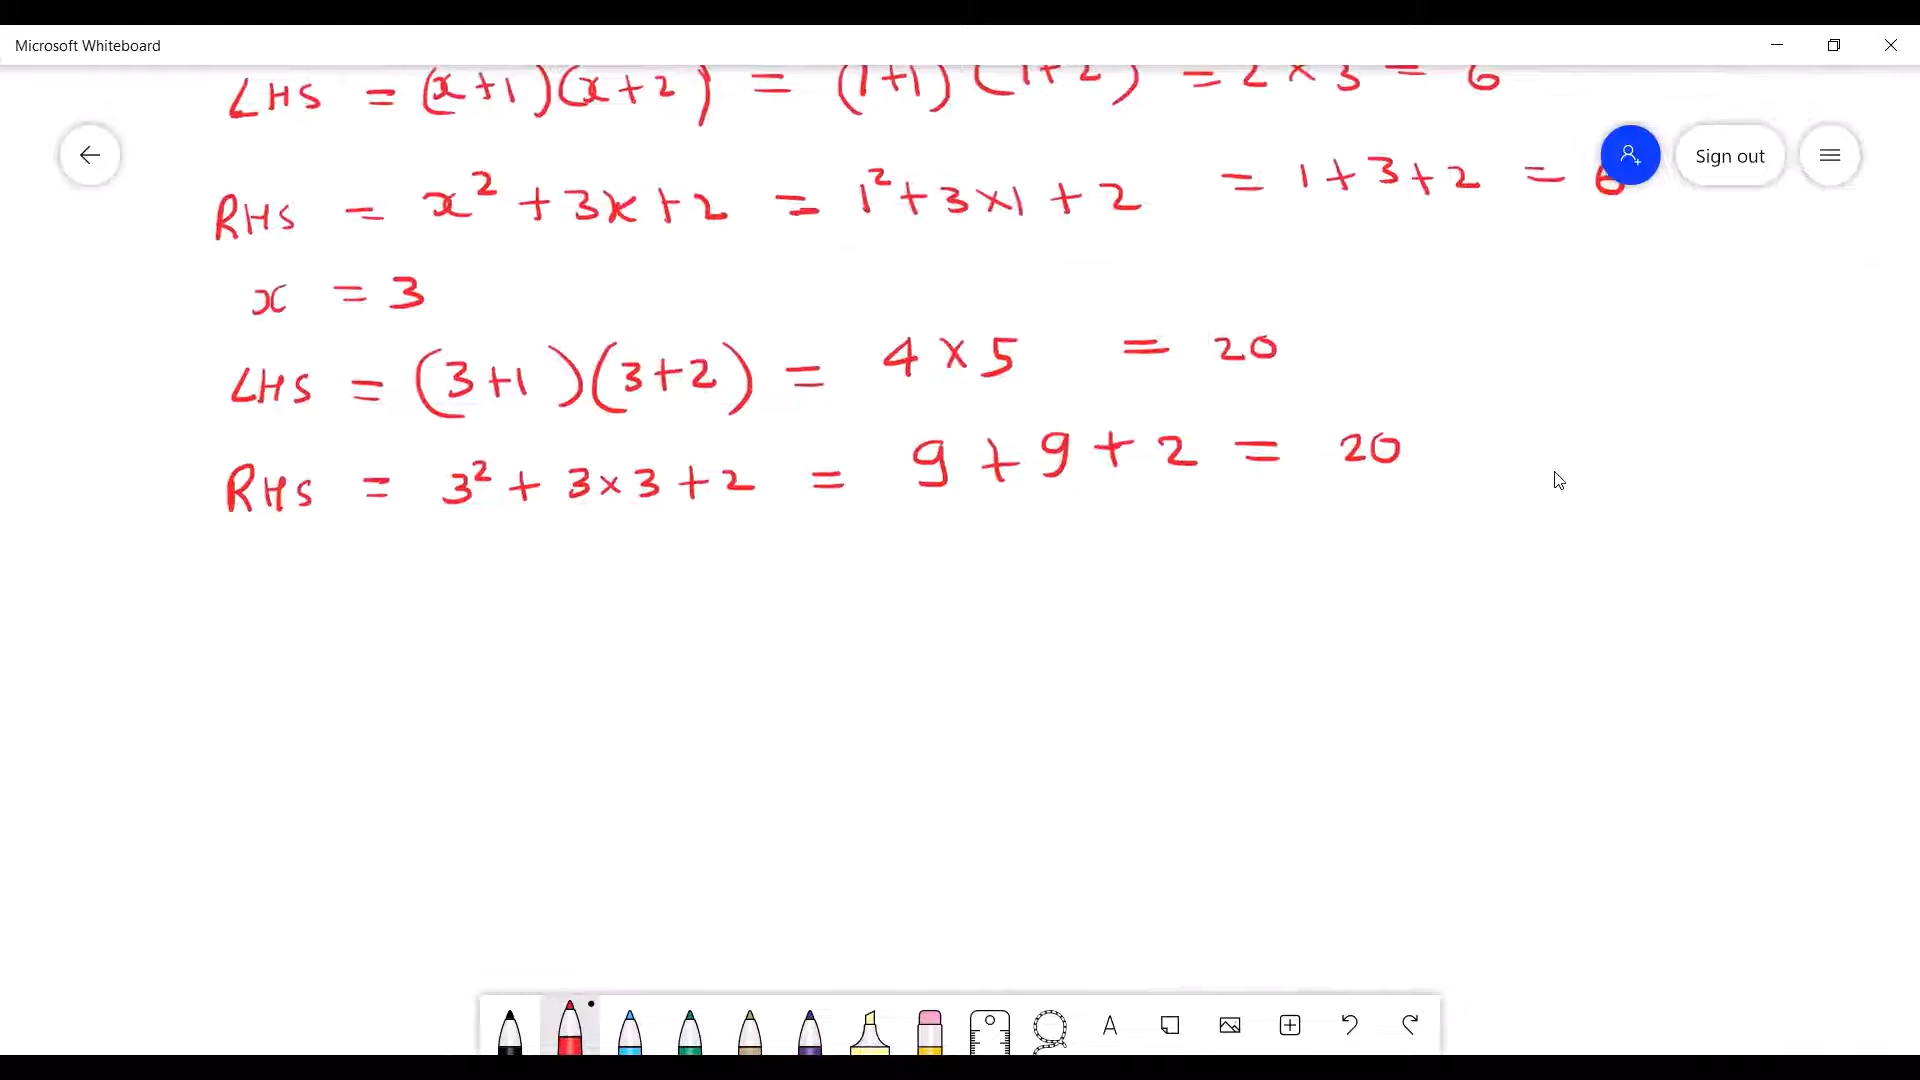 Microsoft Whiteboard
LHS = (x+1)(x+2) = (1+1)(1+2) = 2×3 = 6
Sign out
RHS = x² + 3x + 2 = 1² + 3×1 + 2 = 1+3+2 = 6
x = 3
LHS = (3+1)(3+2) = 4×5 = 20
RHS = 3² + 3×3 + 2 = 9 + 9 + 2 = 20
A